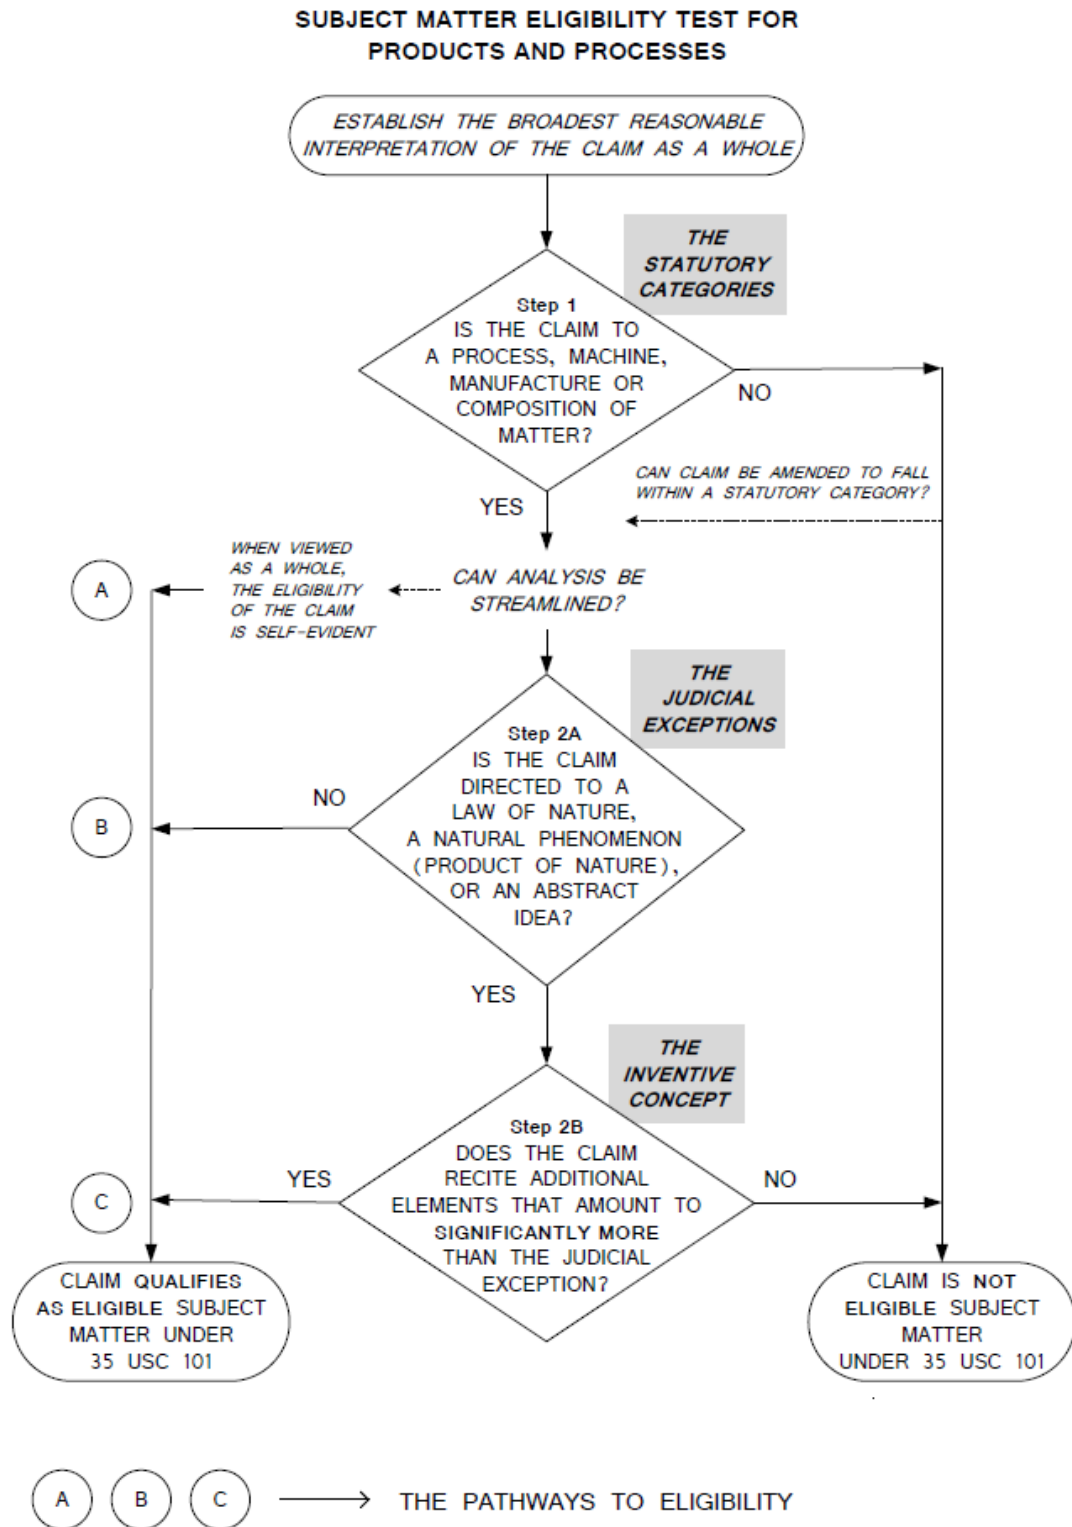 SUBJECT MATTER ELIGIBILITY TEST FOR
PRODUCTS AND PROCESSES
ESTABLISH THE BROADEST REASONABLE
INTERPRETATION OF THE CLAIM AS A WHOLE
THE
STATUTORY
CATEGORIES
Step 1
IS THE CLAIM TO
A PROCESS, MACHINE,
MANUFACTURE OR
COMPOSITION OF
MATTER?
NO
YES
CAN CLAIM BE AMENDED TO FALL
WITHIN A STATUTORY CATEGORY?
A
WHEN VIEWED
AS A WHOLE,
THE ELIGIBILITY
OF THE CLAIM
IS SELF-EVIDENT
CAN ANALYSIS BE
STREAMLINED?
THE
JUDICIAL
EXCEPTIONS
Step 2A
IS THE CLAIM
DIRECTED TO A
LAW OF NATURE,
A NATURAL PHENOMENON
(PRODUCT OF NATURE),
OR AN ABSTRACT
IDEA?
NO
B
YES
THE
INVENTIVE
CONCEPT
Step 2B
DOES THE CLAIM
RECITE ADDITIONAL
ELEMENTS THAT AMOUNT TO
SIGNIFICANTLY MORE
THAN THE JUDICIAL
EXCEPTION?
YES
NO
C
CLAIM QUALIFIES
AS ELIGIBLE SUBJECT
MATTER UNDER
35 USC 101
CLAIM IS NOT
ELIGIBLE SUBJECT
MATTER
UNDER 35 USC 101
A B C THE PATHWAYS TO ELIGIBILITY